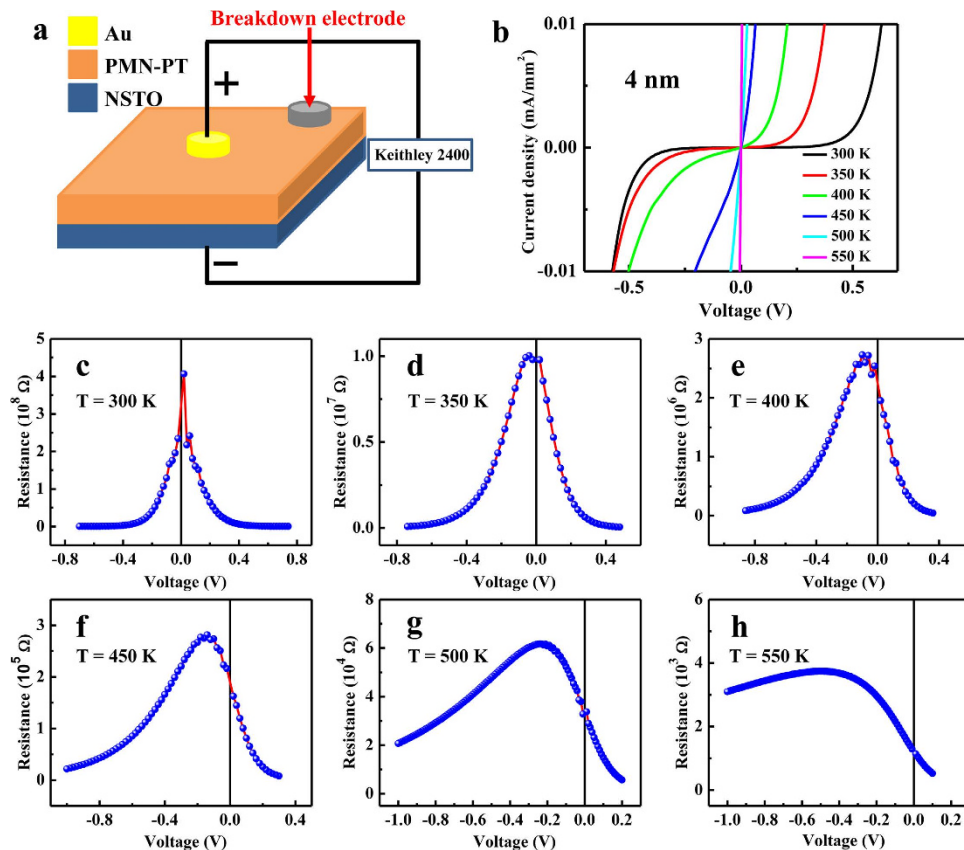 a
Au
PMN-PT
NSTO
Breakdown electrode
+
Keithley 2400
−
b
4 nm
0.01
0.00
-0.01
Current density (mA/mm²)
-0.5 0.0 0.5
Voltage (V)
300 K
350 K
400 K
450 K
500 K
550 K
c
T = 300 K
Resistance (10⁸ Ω)
5
4
3
2
1
0
-0.8 -0.4 0.0 0.4 0.8
Voltage (V)
d
T = 350 K
Resistance (10⁷ Ω)
1.0
0.5
0.0
-0.8 -0.4 0.0 0.4
Voltage (V)
e
T = 400 K
Resistance (10⁶ Ω)
3
2
1
0
-0.8 -0.4 0.0 0.4
Voltage (V)
f
T = 450 K
Resistance (10⁵ Ω)
3
2
1
0
-0.8 -0.4 0.0 0.4
Voltage (V)
g
T = 500 K
Resistance (10⁴ Ω)
8
6
4
2
0
-1.0 -0.8 -0.6 -0.4 -0.2 0.0 0.2
Voltage (V)
h
T = 550 K
Resistance (10³ Ω)
6
3
0
-1.0 -0.8 -0.6 -0.4 -0.2 0.0 0.2
Voltage (V)